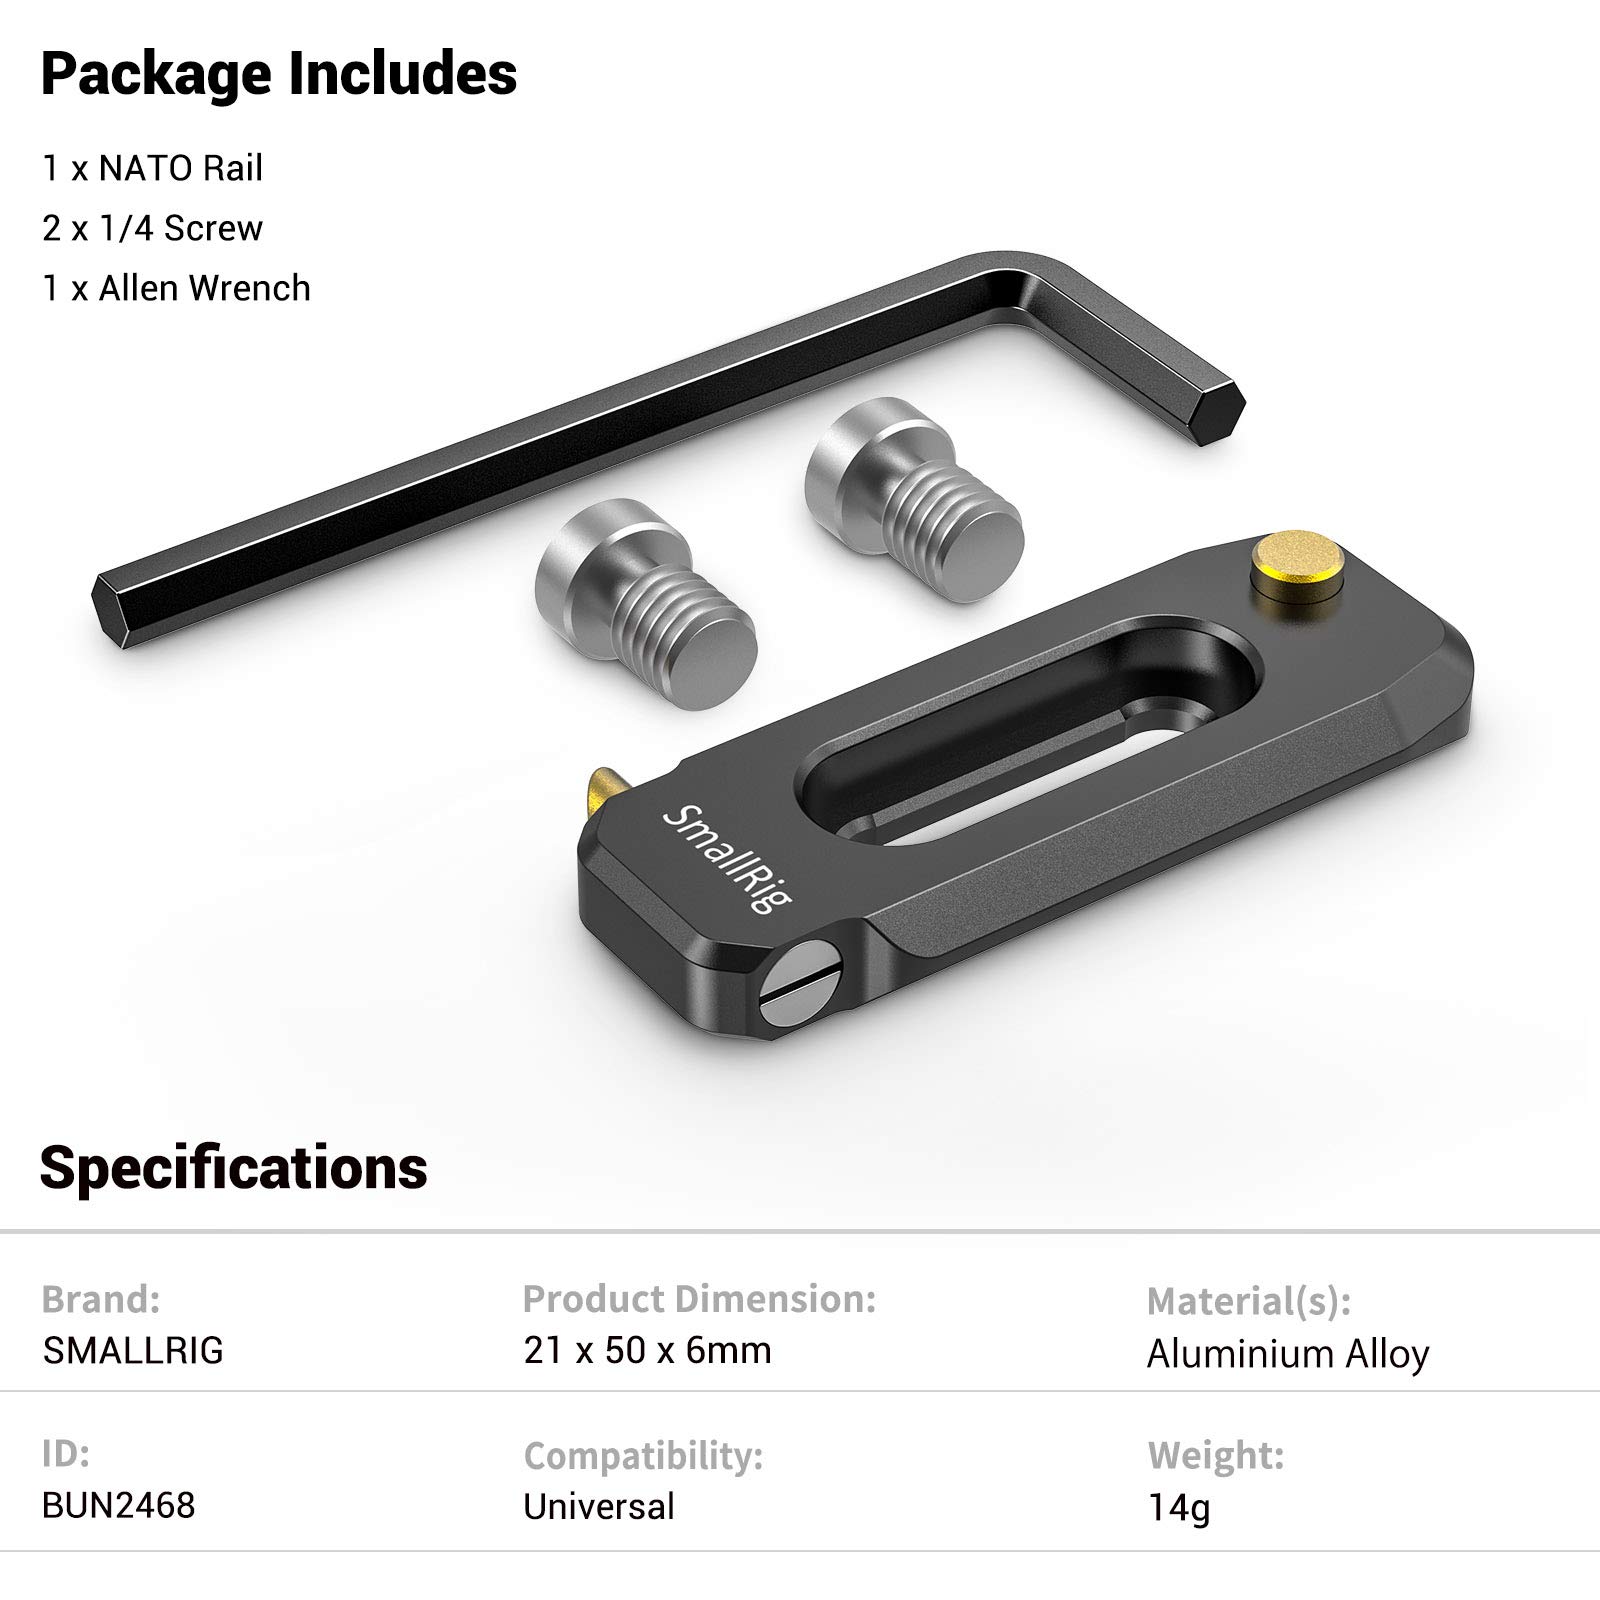 Package Includes
1 x NATO Rail
2 x 1/4 Screw
1 x Allen Wrench
SmallRig
Specifications
Brand:
SMALLRIG
Product Dimension:
21 x 50 x 6mm
Material(s):
Aluminium Alloy
ID:
BUN2468
Compatibility:
Universal
Weight:
14g